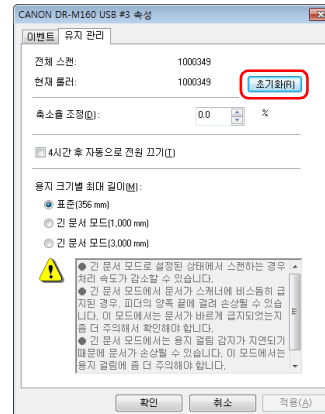 CANON DR-M160 USB #3 속성
이벤트 유지 관리
전체 스캔: 1000349
현재 롤러: 1000349 초기화(R)
축소율 조정(D): 0.0 %
4시간 후 자동으로 전원 끄기(T)
용지 크기별 최대 길이(M):
표준(356 mm)
긴 문서 모드(1,000 mm)
긴 문서 모드(3,000 mm)
● 긴 문서 모드로 설정된 상태에서 스캔하는 경우
처리 속도가 감소할 수 있습니다.
● 긴 문서 모드에서 문서가 스캐너에 비스듬히 급
지된 경우, 피더의 양쪽 끝에 걸려 손상될 수 있습
니다. 이 모드에서는 문서가 바르게 급지되었는지
좀 더 주의해서 확인해야 합니다.
● 긴 문서 모드에서는 용지 걸림 감지가 지연되기
때문에 문서가 손상될 수 있습니다. 이 모드에서는
용지 걸림에 좀 더 주의해야 합니다.
확인 취소 적용(A)